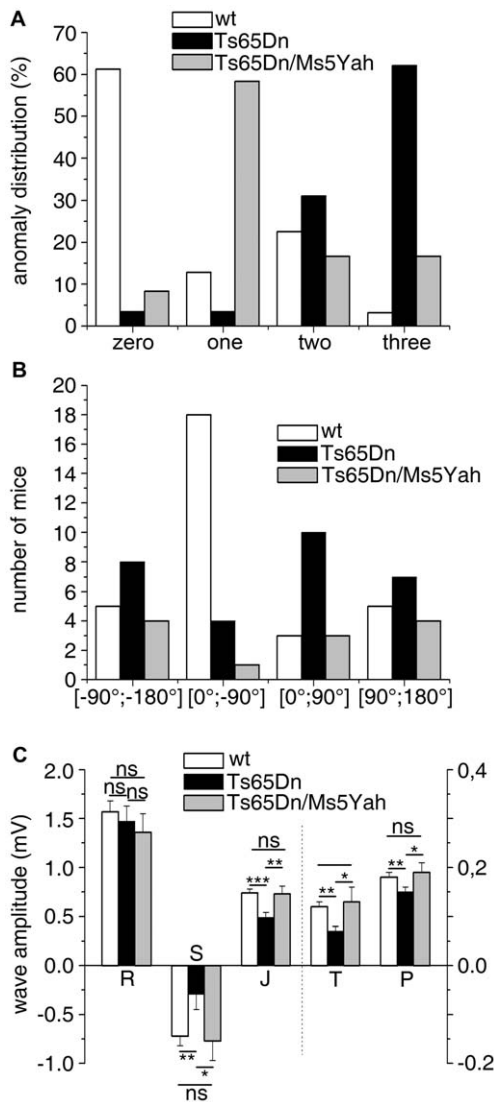 A
wt
Ts65Dn
Ts65Dn/Ms5Yah
anomaly distribution (%)
70
60
50
40
30
20
10
0
zero one two three
B
wt
Ts65Dn
Ts65Dn/Ms5Yah
number of mice
20
18
16
14
12
10
8
6
4
2
0
[-90°;-180°] [0°;-90°] [0°;90°] [90°;180°]
C
wt
Ts65Dn
Ts65Dn/Ms5Yah
wave amplitude (mV)
2.0
1.5
1.0
0.5
0.0
-0.5
-1.0
0.4
0.2
0.0
-0.2
ns
ns ns
R
S
** *
ns
ns
*** **
J
** *
T
ns
** *
P